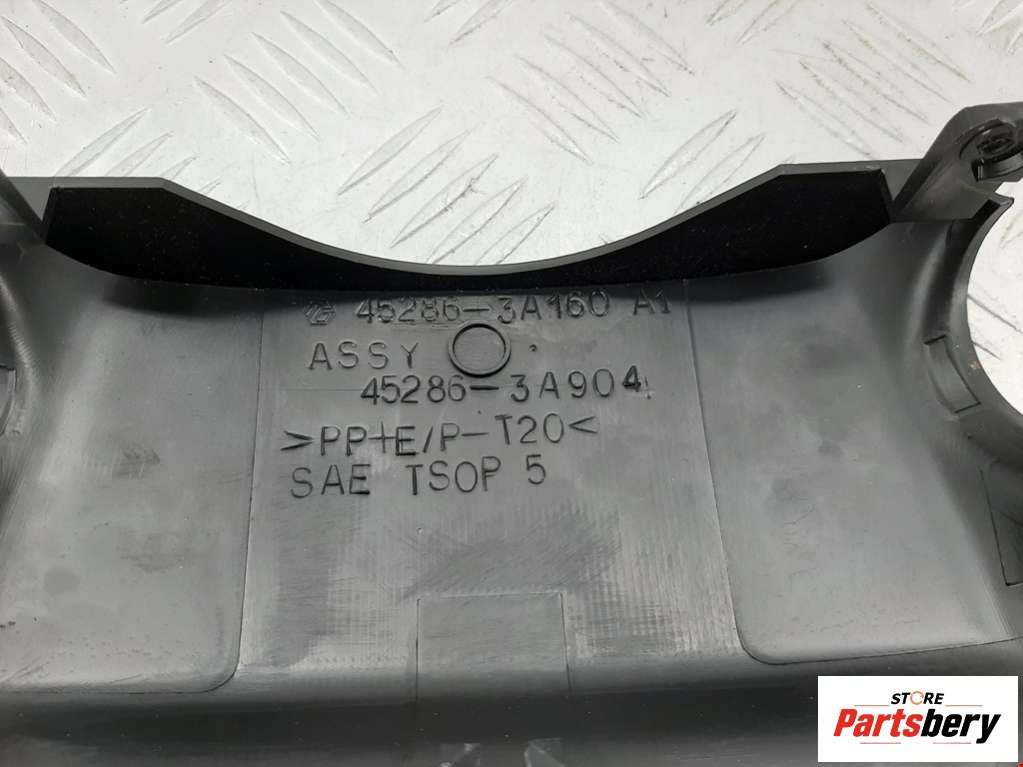 45286-3A160 A1
ASSY
45286-3A904
>PP+E/P-T20<
SAE TSOP 5
STORE
Partsbery